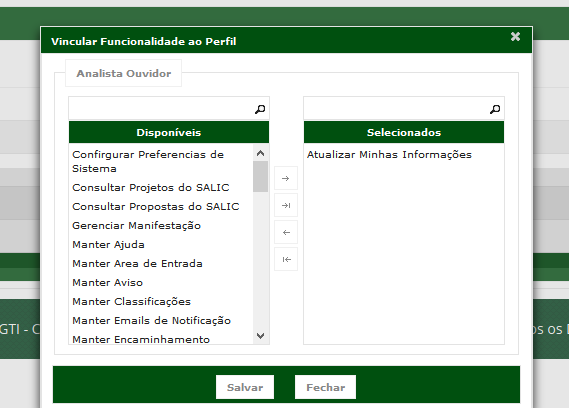 Vincular Funcionalidade ao Perfil
Analista Ouvidor
Disponíveis
Selecionados
Confirgurar Preferencias de
Sistema
Consultar Projetos do SALIC
Consultar Propostas do SALIC
Gerenciar Manifestação
Manter Ajuda
Manter Area de Entrada
Manter Aviso
Manter Classificações
Manter Emails de Notificação
Manter Encaminhamento
Atualizar Minhas Informações
GTI - C
os os
Salvar
Fechar